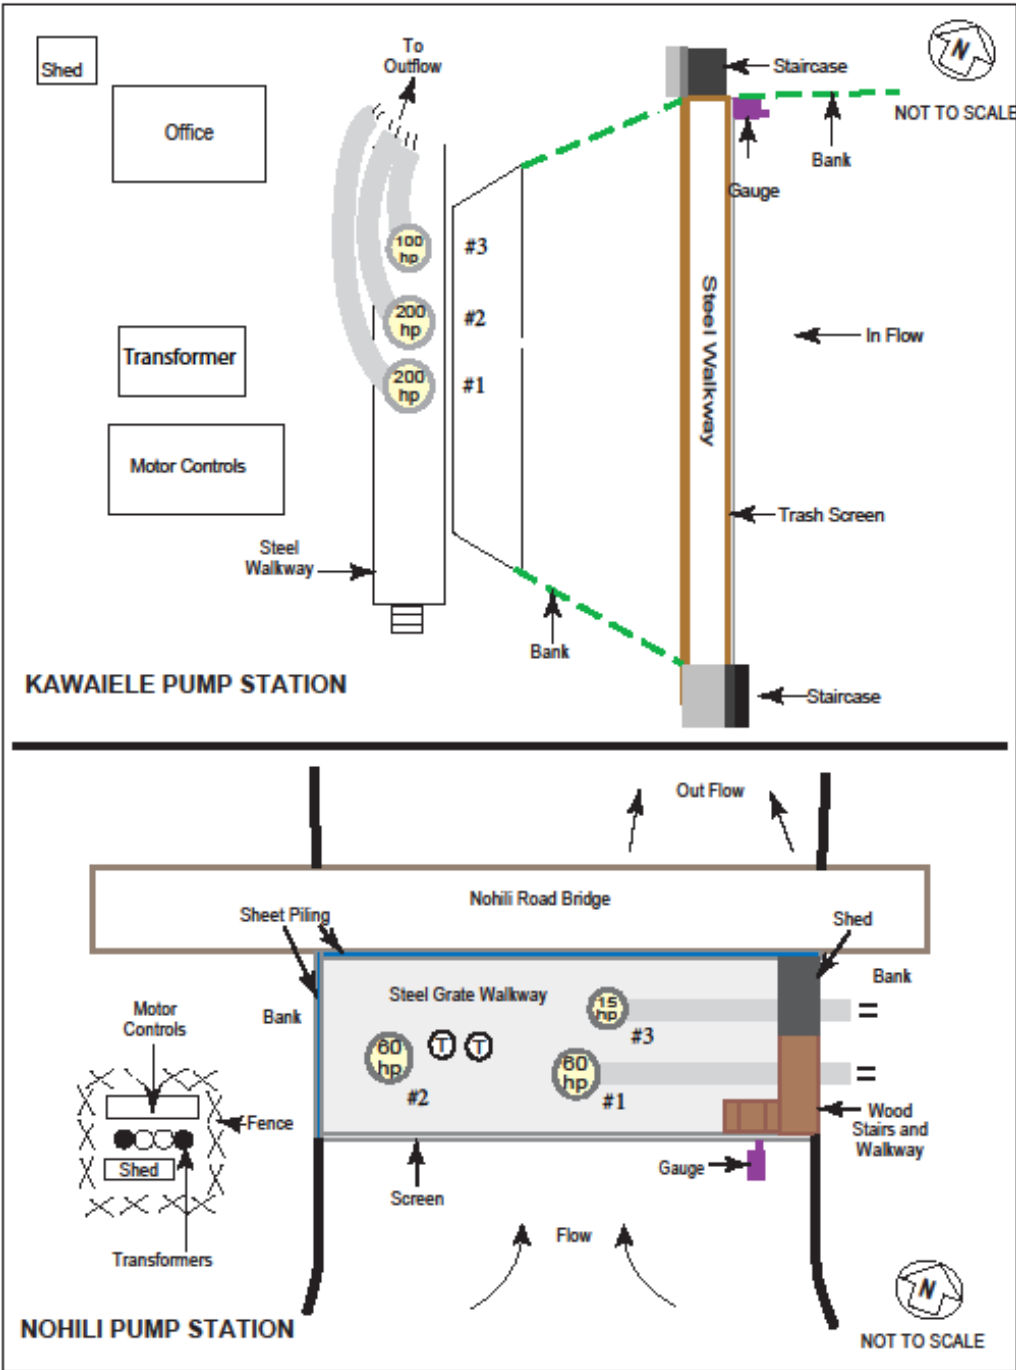 To
Outflow
Shed
Office
Staircase
N
NOT TO SCALE
Bank
Gauge
100
hp
#3
200
hp
#2
200
hp
#1
Steel Walkway
In Flow
Transformer
Motor Controls
Trash Screen
Steel
Walkway
Bank
KAWAIELE PUMP STATION
Staircase
Out Flow
Nohili Road Bridge
Sheet Piling
Shed
Bank
Steel Grate Walkway
Bank
Motor
Controls
15
hp
#3
60
hp
#2
T
T
60
hp
#1
Fence
Wood
Stairs and
Walkway
Shed
Gauge
Screen
Transformers
Flow
N
NOHILI PUMP STATION
NOT TO SCALE